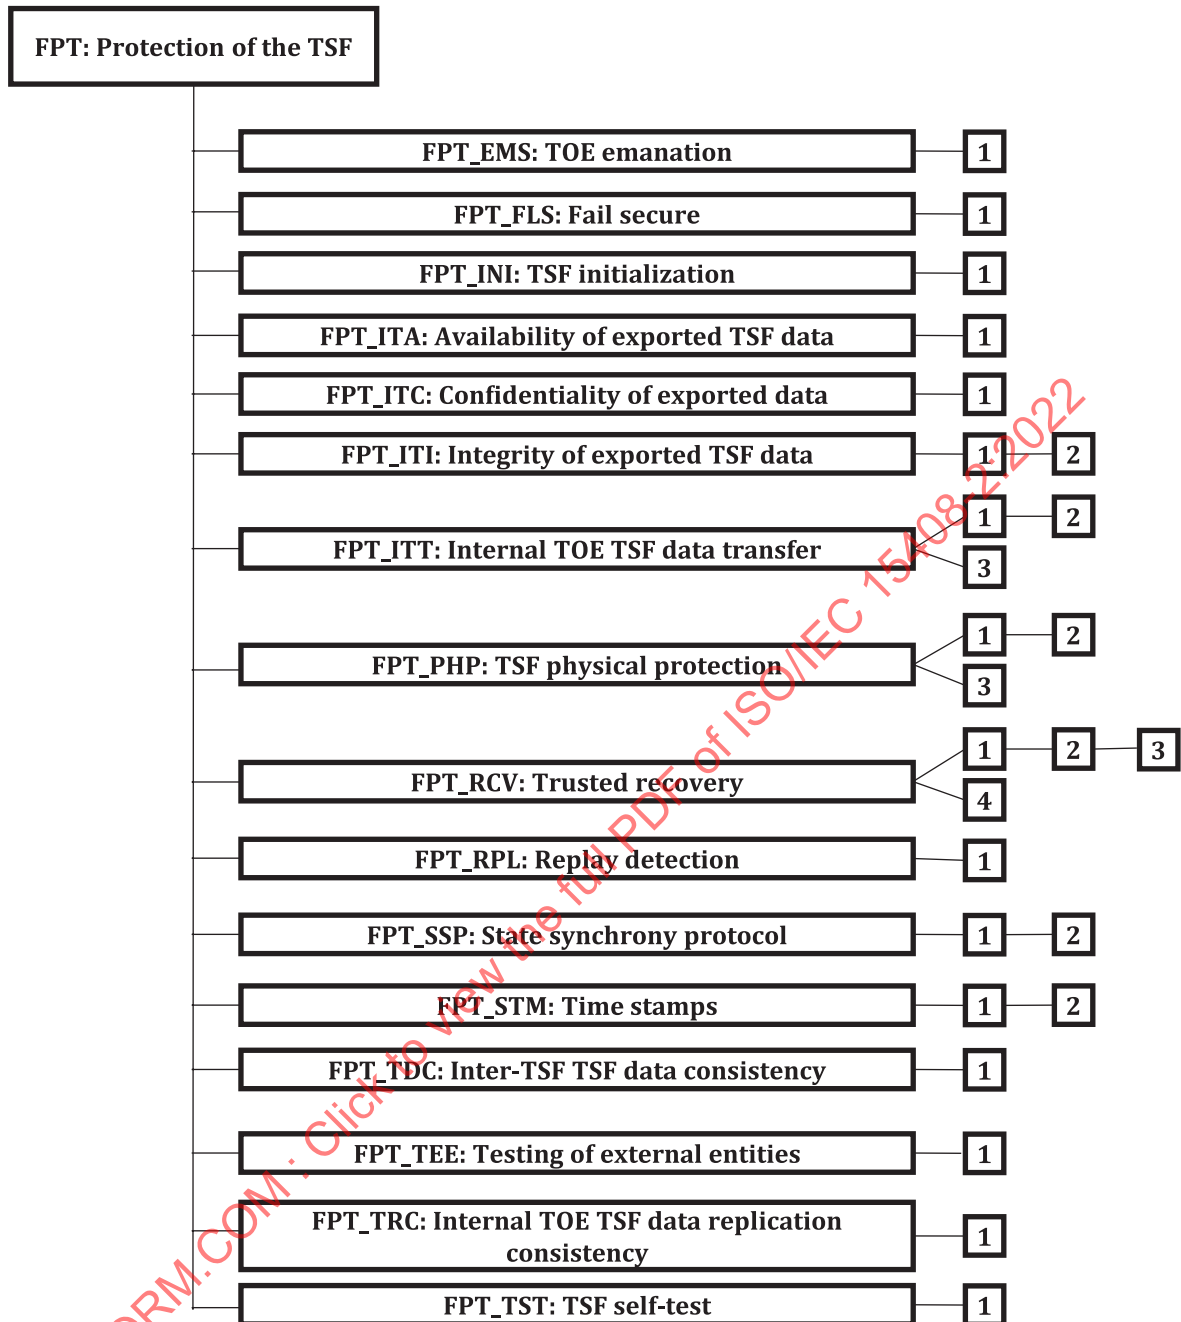 FPT: Protection of the TSF
FPT_EMS: TOE emanation 1
FPT_FLS: Fail secure 1
FPT_INI: TSF initialization 1
FPT_ITA: Availability of exported TSF data 1
FPT_ITC: Confidentiality of exported data 1
FPT_ITI: Integrity of exported TSF data 1 2
1 2
FPT_ITT: Internal TOE TSF data transfer
3
1 2
FPT_PHP: TSF physical protection
3
1 2 3
FPT_RCV: Trusted recovery
4
FPT_RPL: Replay detection 1
FPT_SSP: State synchrony protocol 1 2
FPT_STM: Time stamps 1 2
FPT_TDC: Inter-TSF TSF data consistency 1
FPT_TEE: Testing of external entities 1
FPT_TRC: Internal TOE TSF data replication
consistency
1
FPT_TST: TSF self-test 1
ORM.COM : Click to view the full PDF of ISO/IEC 15408-2:2022